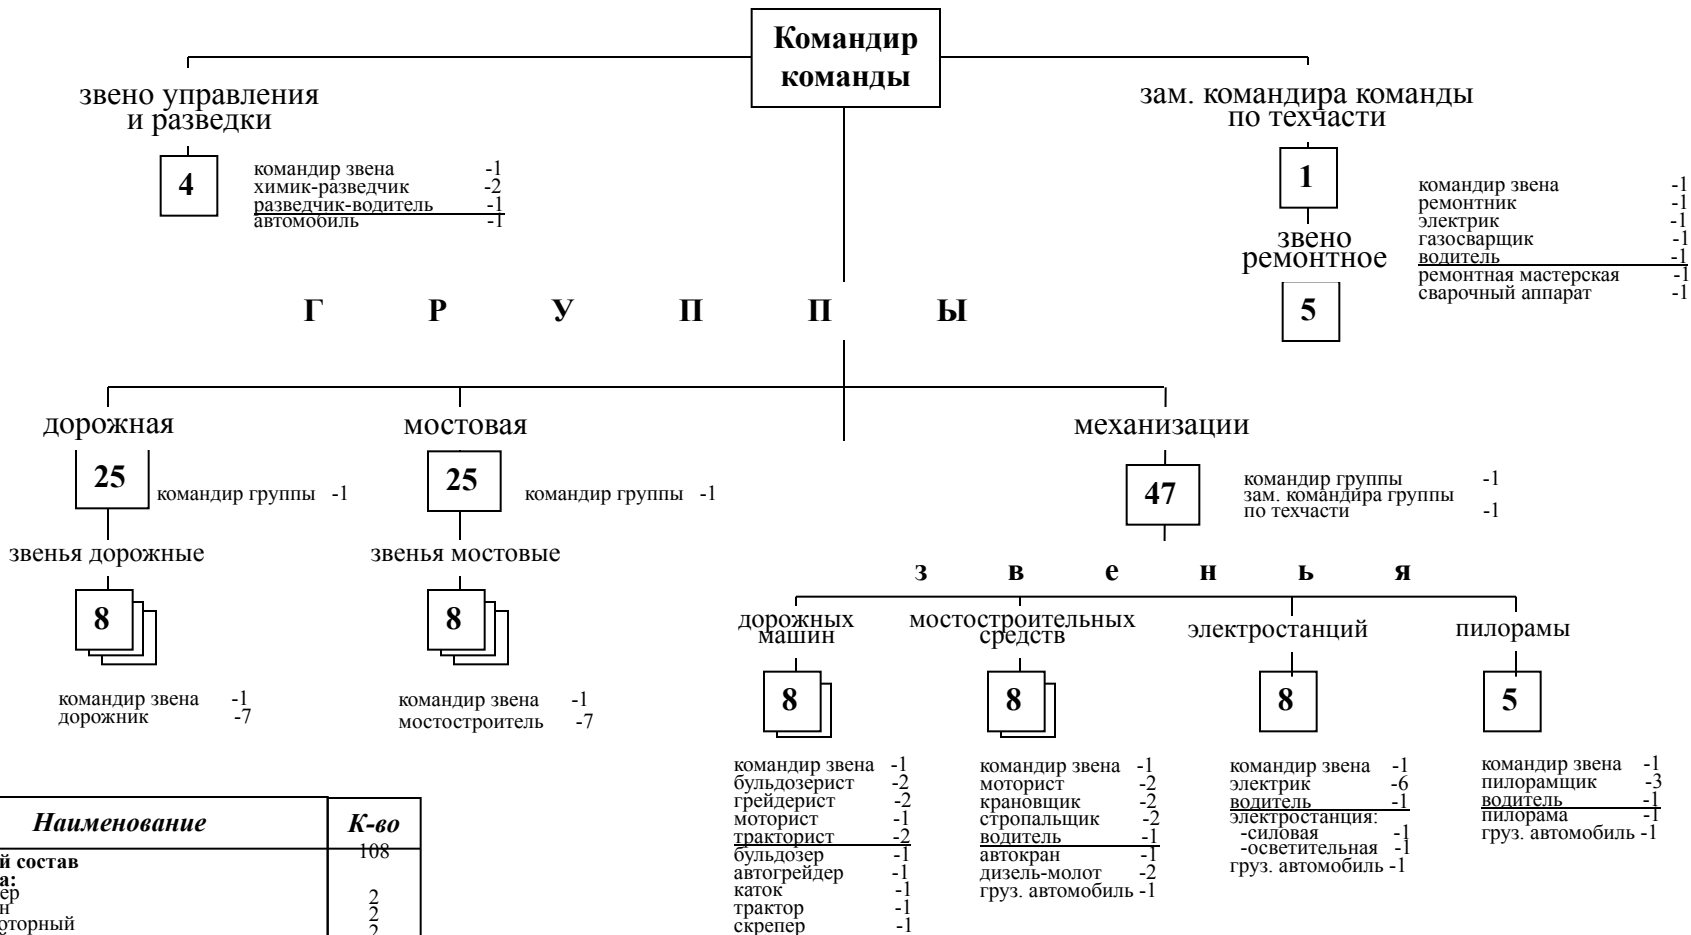 Командир
команды
звено управления
и разведки
4
командир звена -1
химик-разведчик -2
разведчик-водитель -1
автомобиль -1
зам. командира команды
по техчасти
1
звено
ремонтное
5
командир звена -1
ремонтник -1
электрик -1
газосварщик -1
водитель -1
ремонтная мастерская -1
сварочный аппарат -1
Г Р У П П Ы
дорожная
25
командир группы -1
звенья дорожные
8
командир звена -1
дорожник -7
мостовая
25
командир группы -1
звенья мостовые
8
командир звена -1
мостостроитель -7
механизации
47
командир группы -1
зам. командира группы
по техчасти -1
з в е н ь я
дорожных
машин
8
командир звена -1
бульдозерист -2
грейдерист -2
моторист -1
тракторист -2
бульдозер -1
автогрейдер -1
каток -1
трактор -1
скрепер -1
мостостроительных
средств
8
командир звена -1
моторист -2
крановщик -2
стропальщик -2
водитель -1
автокран -1
дизель-молот -2
груз. автомобиль -1
электростанций
8
командир звена -1
электрик -6
водитель -1
электростанция:
-силовая -1
-осветительная -1
груз. автомобиль -1
пилорамы
5
командир звена -1
пилорамщик -3
водитель -1
пилорама -1
груз. автомобиль -1
Наименование К-во
й состав 108
а:
ер 2
н 2
оторный 2